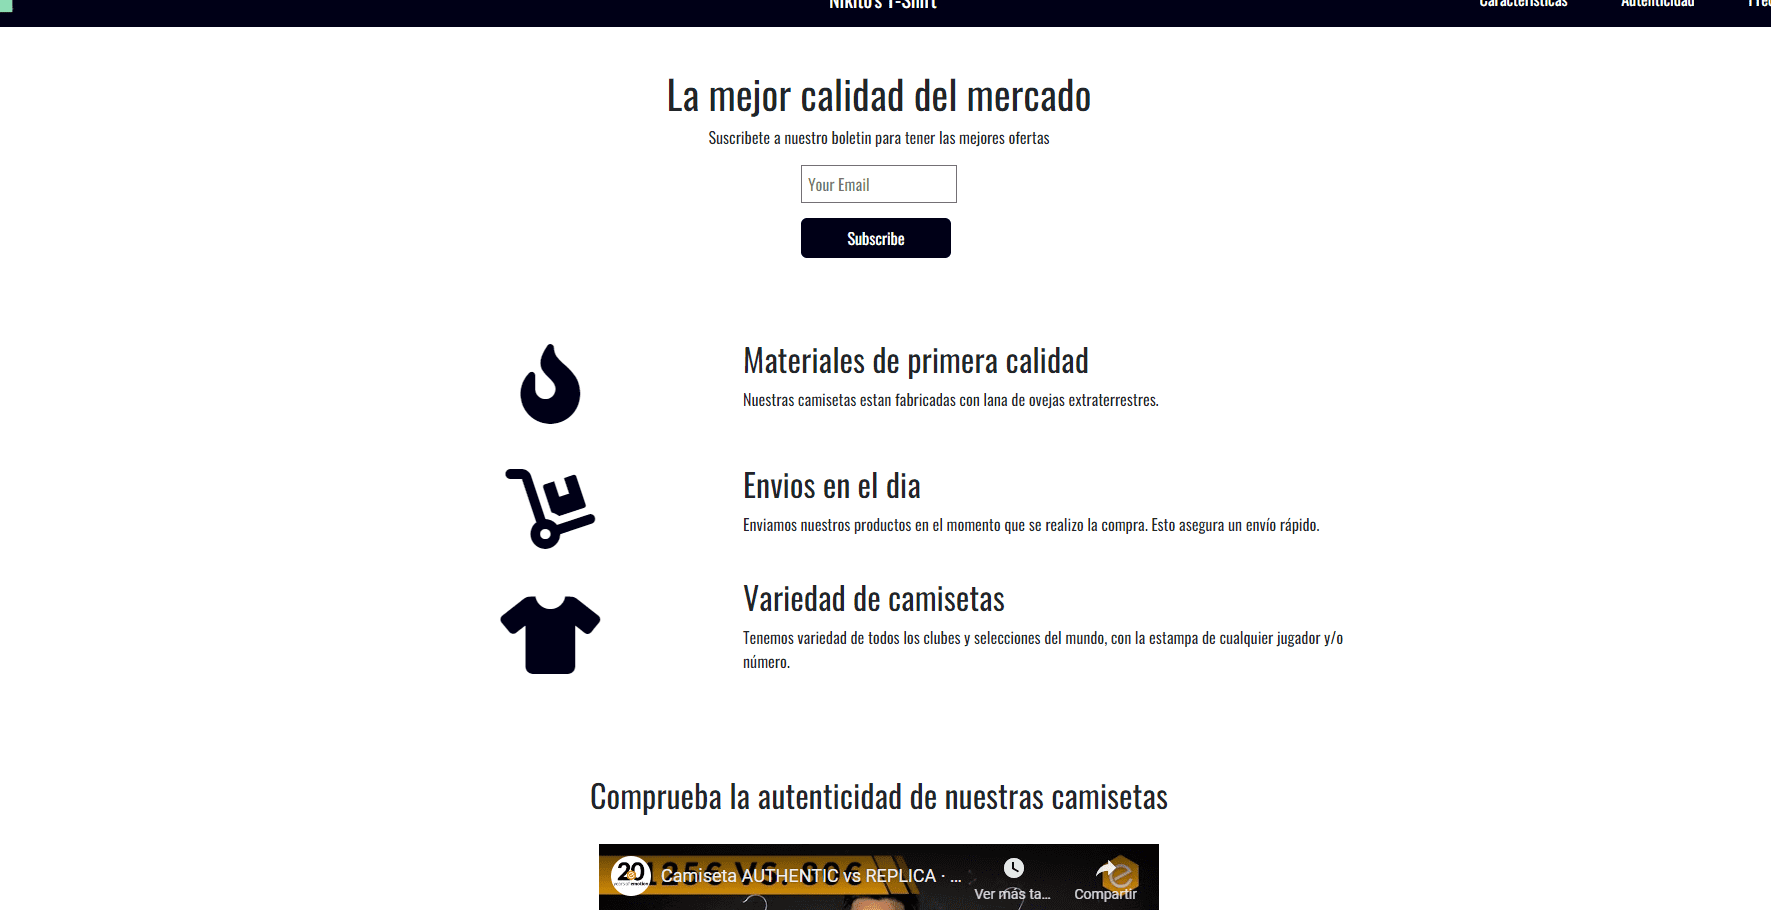 Nikito's T-Shirt
Características
Autenticidad
La mejor calidad del mercado
Suscribete a nuestro boletin para tener las mejores ofertas
Your Email
Subscribe
Materiales de primera calidad
Nuestras camisetas estan fabricadas con lana de ovejas extraterrestres.
Envios en el dia
Enviamos nuestros productos en el momento que se realizo la compra. Esto asegura un envío rápido.
Variedad de camisetas
Tenemos variedad de todos los clubes y selecciones del mundo, con la estampa de cualquier jugador y/o
número.
Comprueba la autenticidad de nuestras camisetas
20
Camiseta AUTHENTIC vs REPLICA · ...
Ver más ta...
Compartir